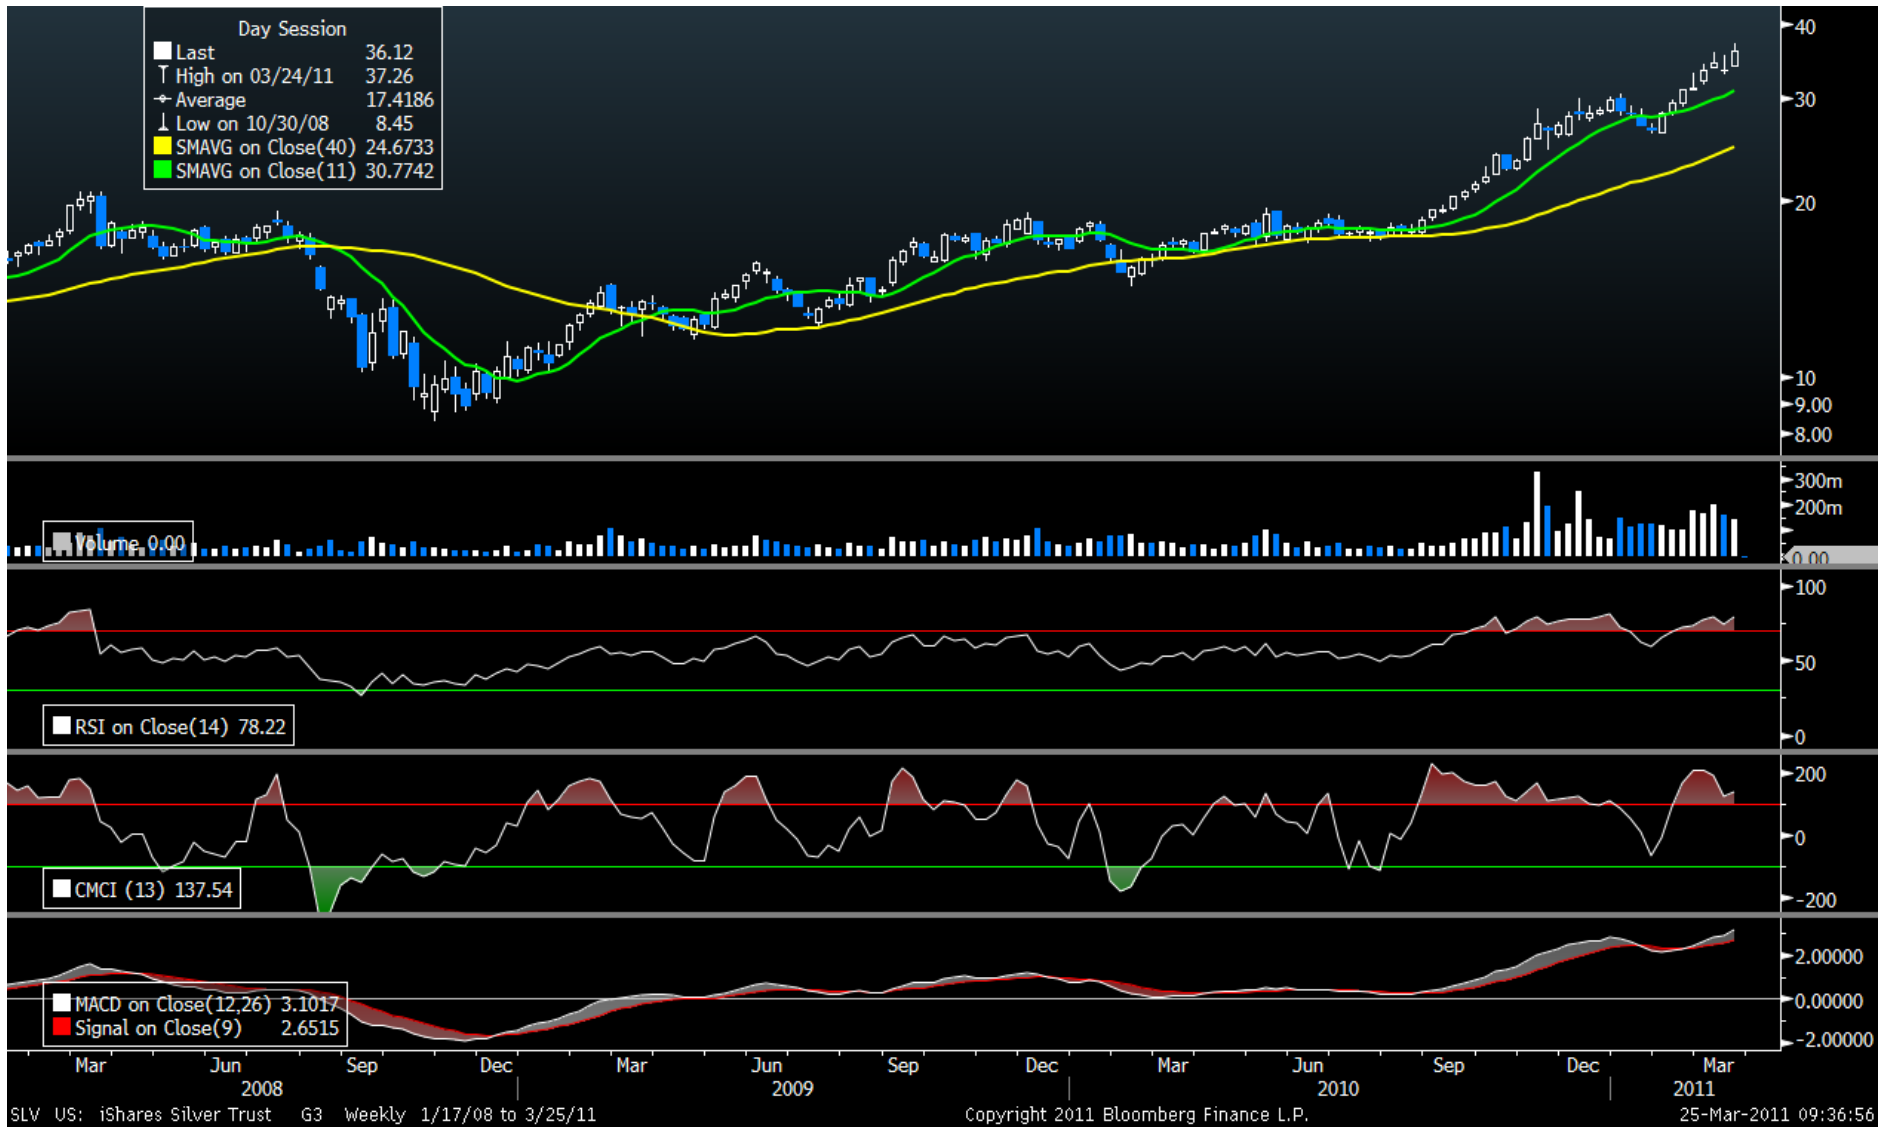 Day Session
Last 36.12
High on 03/24/11 37.26
Average 17.4186
Low on 10/30/08 8.45
SMAVG on Close(40) 24.6733
SMAVG on Close(11) 30.7742
40
30
20
10
9.00
8.00
Volume 0.00
300m
200m
0.00
RSI on Close(14) 78.22
100
50
0
CMCI (13) 137.54
200
0
-200
MACD on Close(12,26) 3.1017
Signal on Close(9) 2.6515
2.00000
0.00000
-2.00000
Mar Jun Sep Dec Mar Jun Sep Dec Mar Jun Sep Dec Mar
2008 2009 2010 2011
SLV US: iShares Silver Trust G3 Weekly 1/17/08 to 3/25/11 Copyright 2011 Bloomberg Finance L.P. 25-Mar-2011 09:36:56